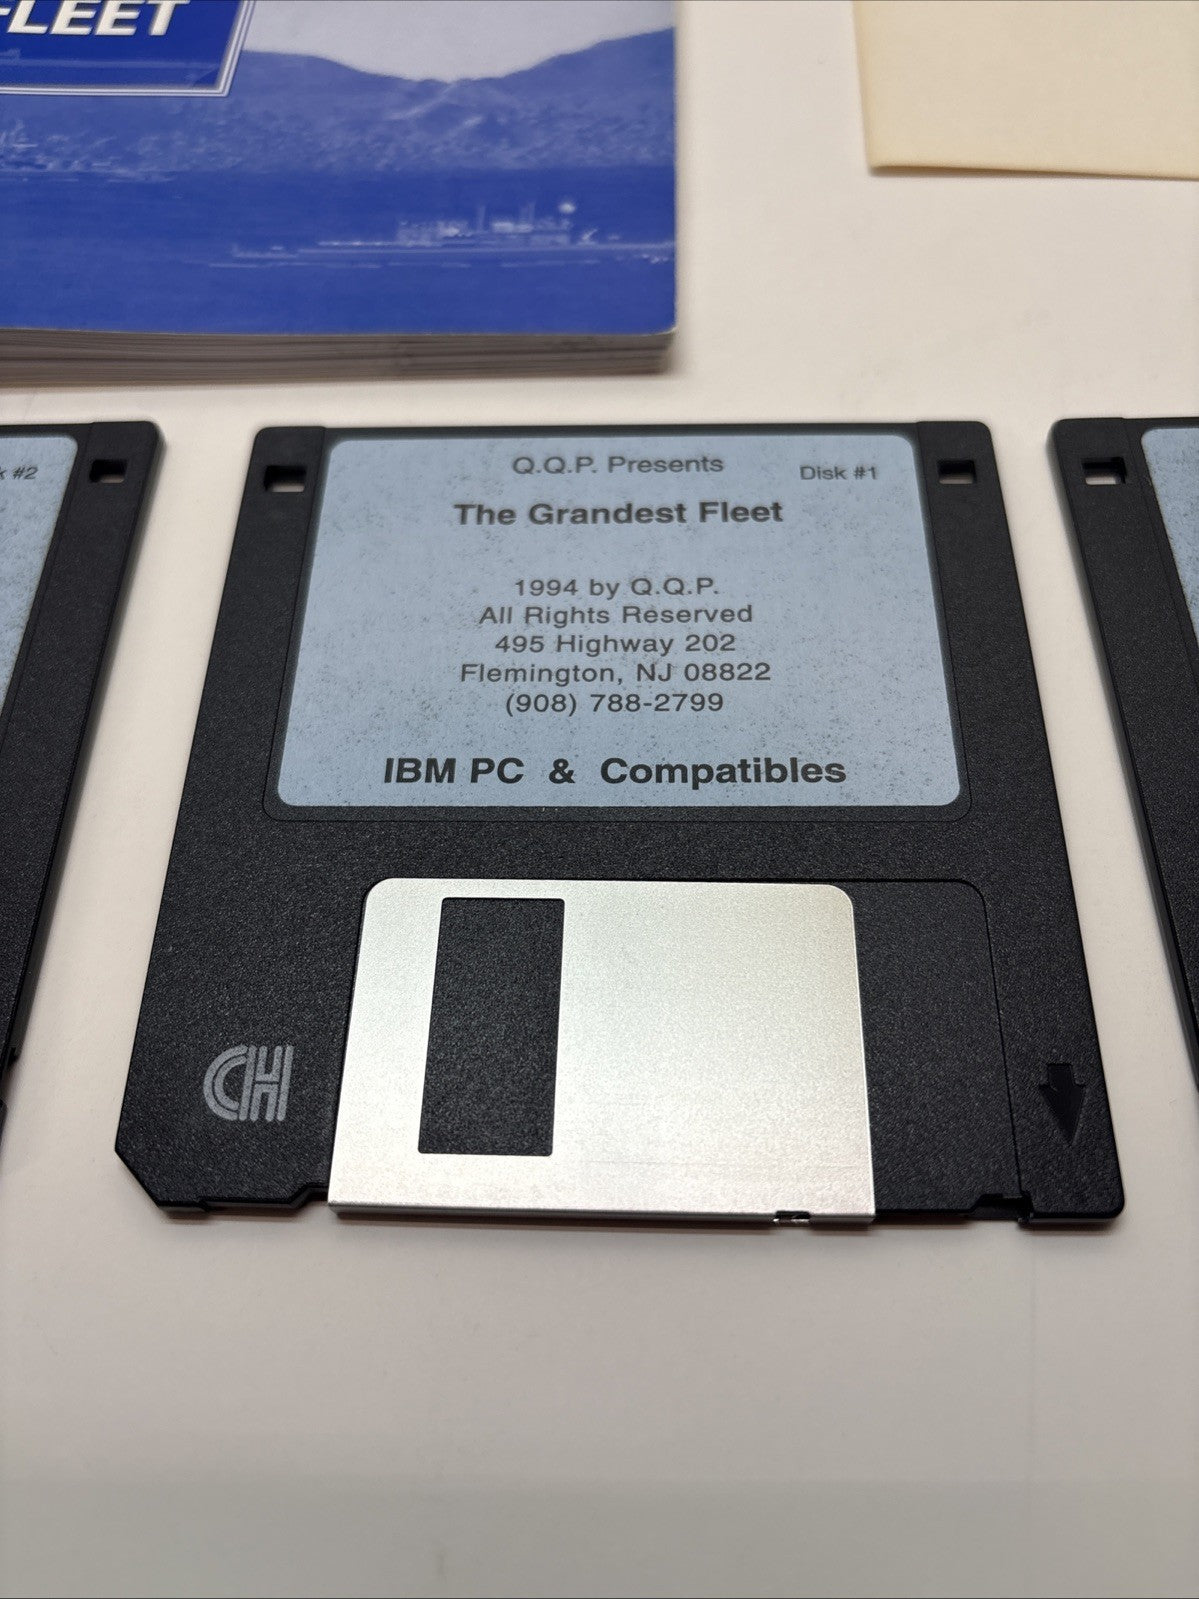 FLEET
#2
Q.Q.P. Presents
Disk #1
The Grandest Fleet
1994 by Q.Q.P.
All Rights Reserved
495 Highway 202
Flemington, NJ 08822
(908) 788-2799
IBM PC & Compatibles
CH